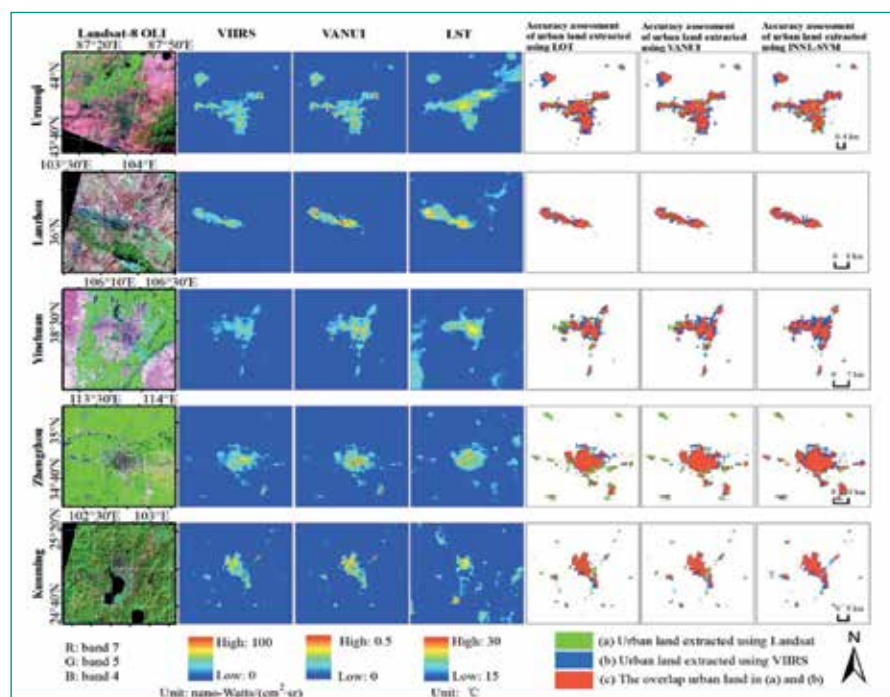 Landsat-8 OLI
VIIRS
VANUI
LST
Accuracy assessment
of urban land extracted
using LOT
Accuracy assessment
of urban land extracted
using VANUI
Accuracy assessment
of urban land extracted
using INNL-SVM
87°20'E 87°50'E
Urumqi
44°N
43°40'N
103°30'E 104°E
Lanzhou
36°N
106°10'E 106°30'E
Yinchuan
38°30'N
113°30'E 114°E
Zhengzhou
35°N
34°40'N
102°30'E 103°E
Kunming
25°20'N
24°40'N
R: band 7
G: band 5
B: band 4
High: 100
Low: 0
Unit: nano-Watts/(cm²·sr)
High: 0.5
Low: 0
High: 30
Low: 15
Unit: ℃
(a) Urban land extracted using Landsat
(b) Urban land extracted using VIIRS
(c) The overlap urban land in (a) and (b)
N